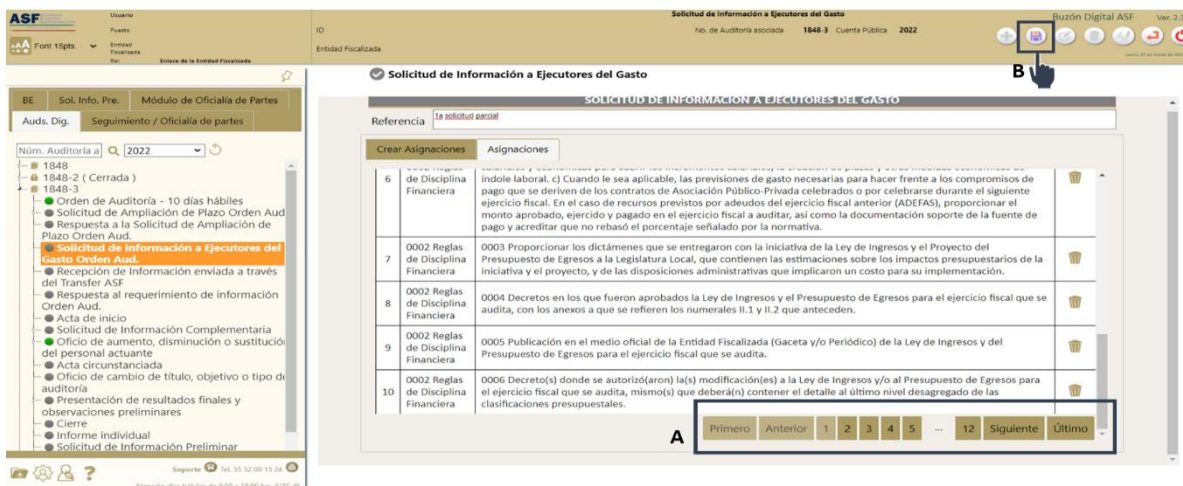 ASF
Usuario
Puesto
Entidad Fiscalizada
Rol Enlace de la Entidad Fiscalizada
Font 15pts.
ID
Entidad Fiscalizada
Solicitud de Información a Ejecutores del Gasto
No. de Auditoría asociada 1848-3 Cuenta Pública 2022
Buzón Digital ASF Ver. 2.
B
BE Sol. Info. Pre. Módulo de Oficialía de Partes
Auds. Dig. Seguimiento / Oficialía de partes
Núm. Auditoría a 2022
1848
1848-2 ( Cerrada )
1848-3
Orden de Auditoría - 10 días hábiles
Solicitud de Ampliación de Plazo Orden Aud
Respuesta a la Solicitud de Ampliación de
Plazo Orden Aud.
Solicitud de información a Ejecutores del
Gasto Orden Aud.
Recepción de Información enviada a través
del Transfer ASF
Respuesta al requerimiento de información
Orden Aud.
Acta de inicio
Solicitud de Información Complementaria
Oficio de aumento, disminución o sustitució
del personal actuante
Acta circunstanciada
Oficio de cambio de título, objetivo o tipo de
auditoría
Presentación de resultados finales y
observaciones preliminares
Cierre
Informe individual
Solicitud de Información Preliminar
?
Soporte Tel. 55 52 00 15 24
Solicitud de Información a Ejecutores del Gasto
SOLICITUD DE INFORMACION A EJECUTORES DEL GASTO
Referencia 1a solicitud parcial
Crear Asignaciones Asignaciones
6 0002 Reglas de Disciplina Financiera
índole laboral. c) Cuando le sea aplicable, las previsiones de gasto necesarias para hacer frente a los compromisos de
pago que se deriven de los contratos de Asociación Público-Privada celebrados o por celebrarse durante el siguiente
ejercicio fiscal. En el caso de recursos previstos por adeudos del ejercicio fiscal anterior (ADEFAS), proporcionar el
monto aprobado, ejercido y pagado en el ejercicio fiscal a auditar, así como la documentación soporte de la fuente de
pago y acreditar que no rebasó el porcentaje señalado por la normativa.
7 0002 Reglas de Disciplina Financiera
0003 Proporcionar los dictámenes que se entregaron con la iniciativa de la Ley de Ingresos y el Proyecto del
Presupuesto de Egresos a la Legislatura Local, que contienen las estimaciones sobre los impactos presupuestarios de la
iniciativa y el proyecto, y de las disposiciones administrativas que implicaron un costo para su implementación.
8 0002 Reglas de Disciplina Financiera
0004 Decretos en los que fueron aprobados la Ley de Ingresos y el Presupuesto de Egresos para el ejercicio fiscal que se
audita, con los anexos a que se refieren los numerales II.1 y II.2 que anteceden.
9 0002 Reglas de Disciplina Financiera
0005 Publicación en el medio oficial de la Entidad Fiscalizada (Gaceta y/o Periódico) de la Ley de Ingresos y del
Presupuesto de Egresos para el ejercicio fiscal que se audita.
10 0002 Reglas de Disciplina Financiera
0006 Decreto(s) donde se autorizó(aron) la(s) modificación(es) a la Ley de Ingresos y/o al Presupuesto de Egresos para
el ejercicio fiscal que se audita, mismo(s) que deberá(n) contener el detalle al último nivel desagregado de las
clasificaciones presupuestales.
A
Primero Anterior 1 2 3 4 5 ... 12 Siguiente Último